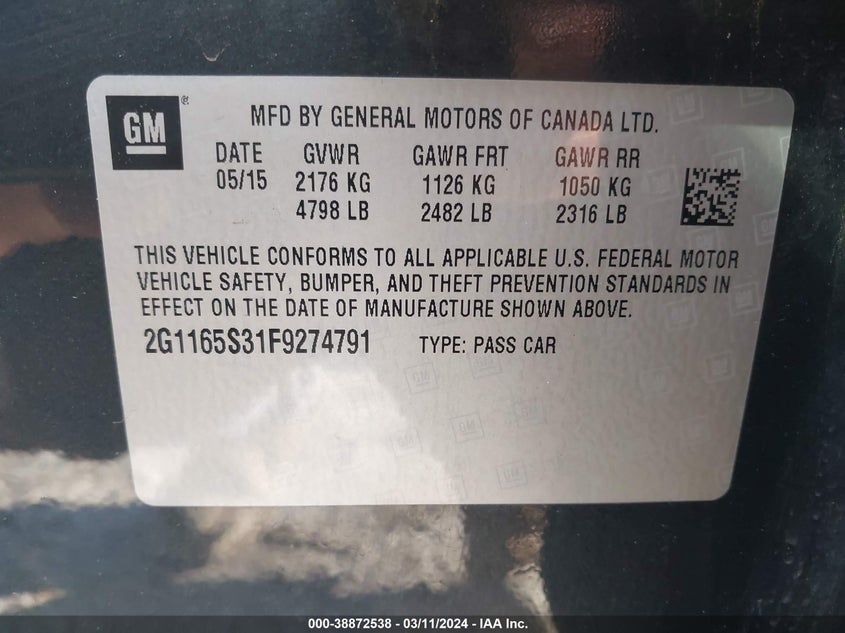 GM
MFD BY GENERAL MOTORS OF CANADA LTD.
DATE GVWR GAWR FRT GAWR RR
05/15 2176 KG 1126 KG 1050 KG
4798 LB 2482 LB 2316 LB
THIS VEHICLE CONFORMS TO ALL APPLICABLE U.S. FEDERAL MOTOR
VEHICLE SAFETY, BUMPER, AND THEFT PREVENTION STANDARDS IN
EFFECT ON THE DATE OF MANUFACTURE SHOWN ABOVE.
2G1165S31F9274791 TYPE: PASS CAR
000-38872538 - 03/11/2024 - IAA Inc.